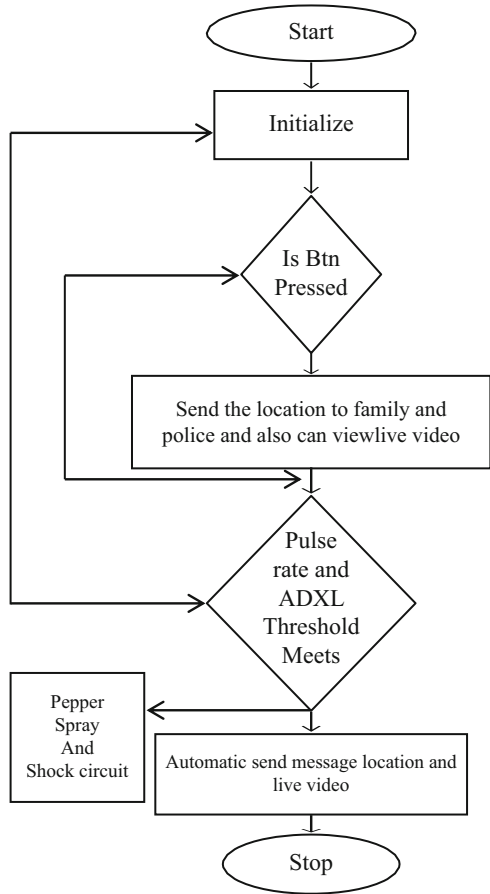 Start
Initialize
Is Btn
Pressed
Send the location to family and
police and also can viewlive video
Pulse
rate and
ADXL
Threshold
Meets
Pepper
Spray
And
Shock circuit
Automatic send message location and
live video
Stop